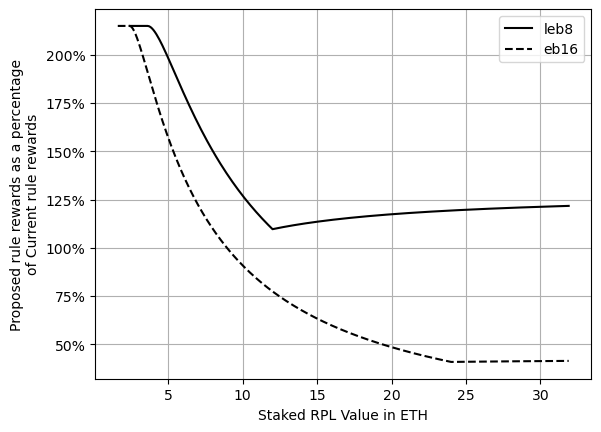 leb8
eb16
200%
175%
150%
125%
100%
75%
50%
Proposed rule rewards as a percentage
of Current rule rewards
5 10 15 20 25 30
Staked RPL Value in ETH